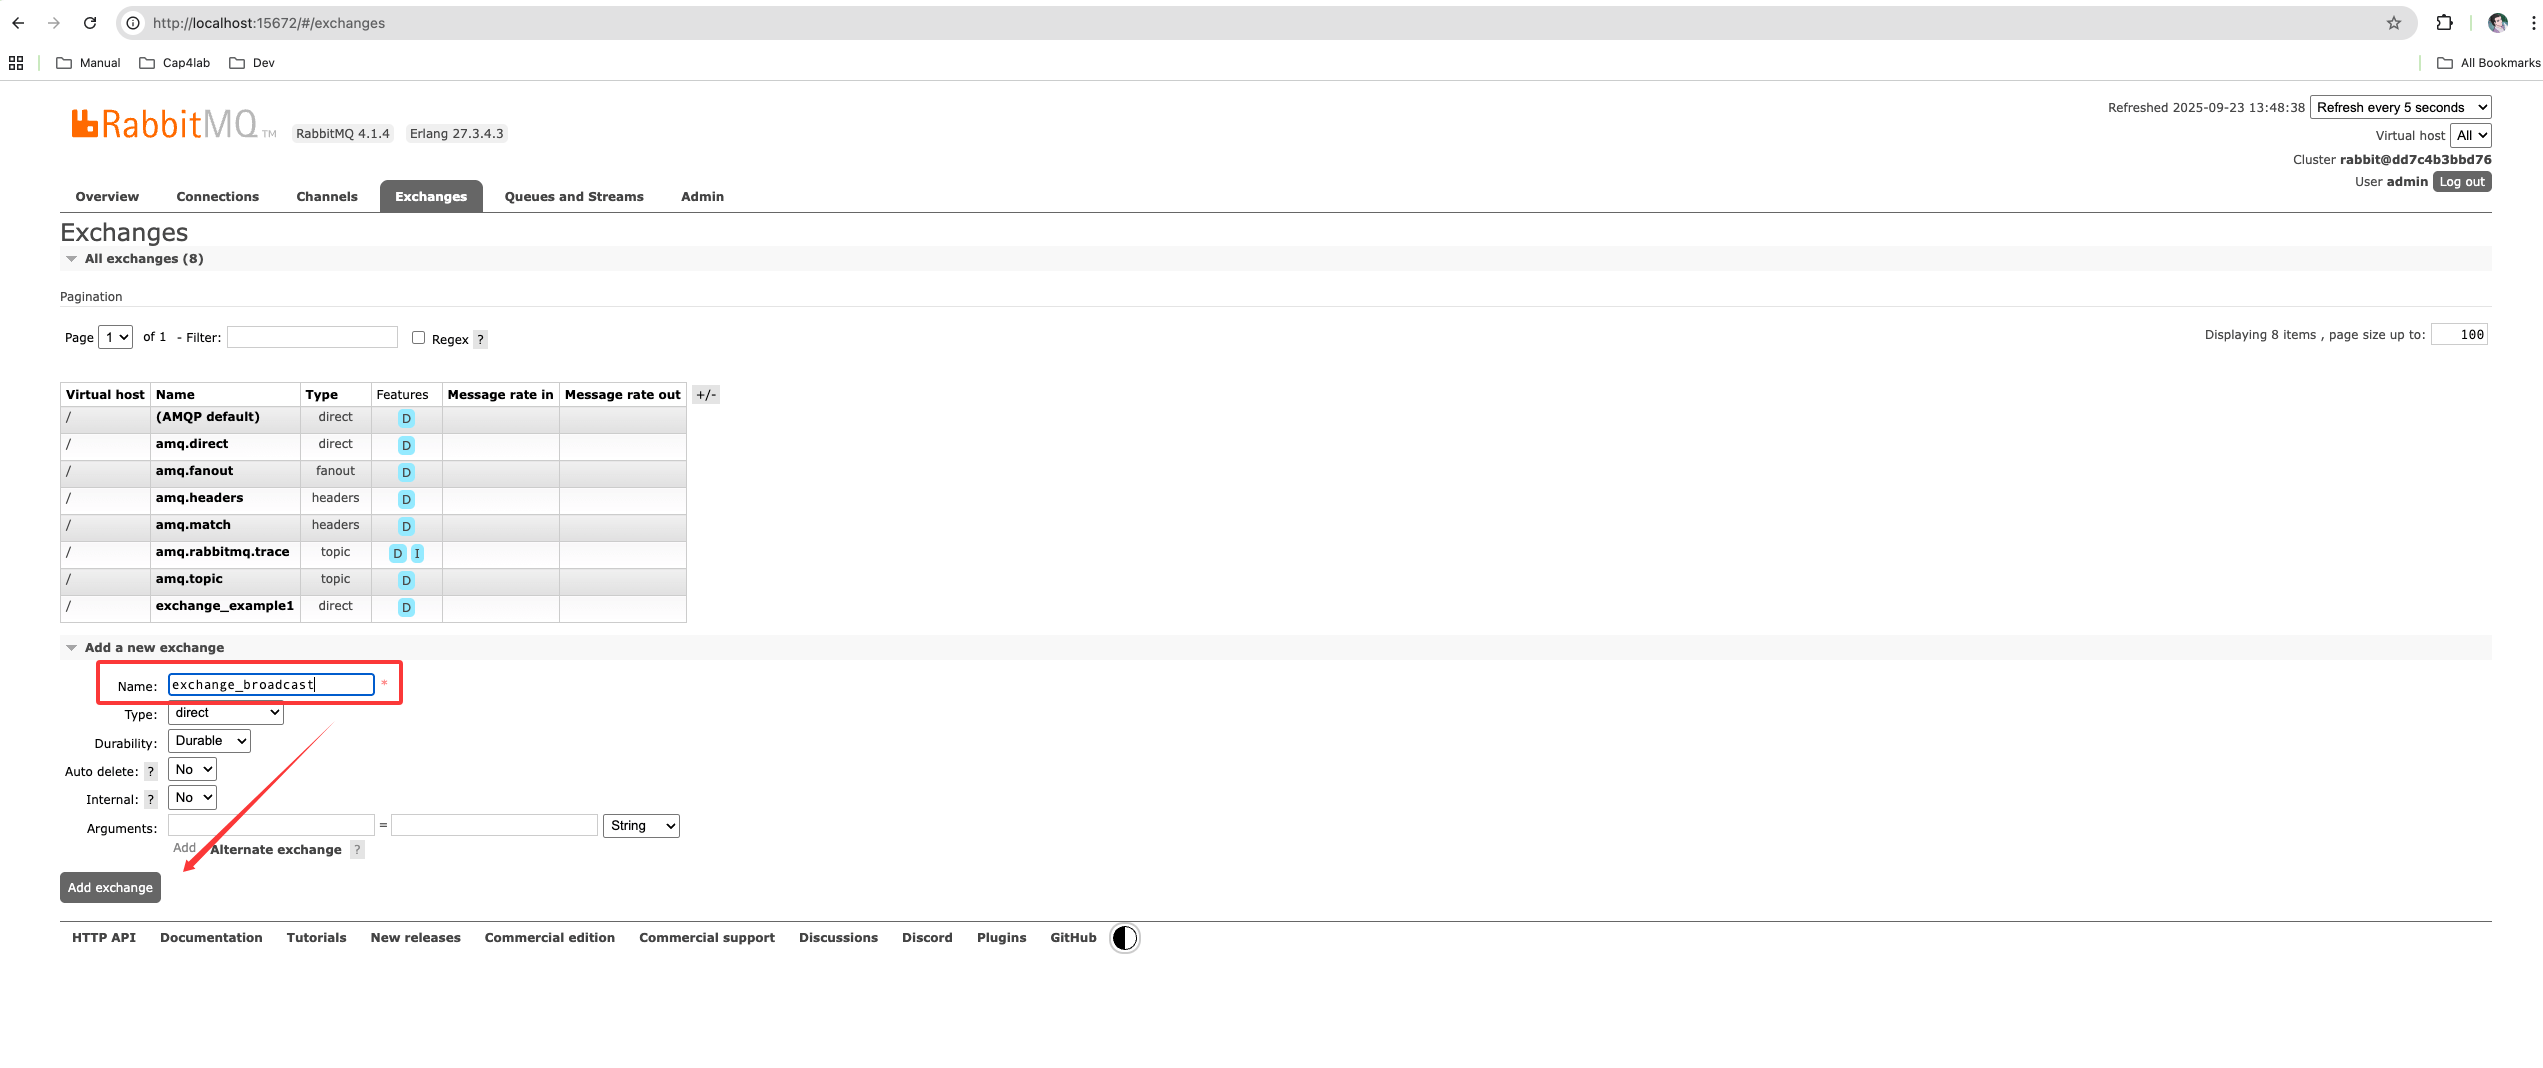 http://localhost:15672/#/exchanges
Manual Cap4lab Dev All Bookmarks
RabbitMQ TM RabbitMQ 4.1.4 Erlang 27.3.4.3
Refreshed 2025-09-23 13:48:38 Refresh every 5 seconds
Virtual host All
Cluster rabbit@dd7c4b3bbd76
User admin Log out
Overview Connections Channels Exchanges Queues and Streams Admin
Exchanges
All exchanges (8)
Pagination
Page 1 of 1 - Filter: Regex ? Displaying 8 items , page size up to: 100
Virtual host Name Type Features Message rate in Message rate out +/-
/ (AMQP default) direct D
/ amq.direct direct D
/ amq.fanout fanout D
/ amq.headers headers D
/ amq.match headers D
/ amq.rabbitmq.trace topic D I
/ amq.topic topic D
/ exchange_example1 direct D
Add a new exchange
Name: exchange_broadcast *
Type: direct
Durability: Durable
Auto delete: ? No
Internal: ? No
Arguments: = String
Add Alternate exchange ?
Add exchange
HTTP API Documentation Tutorials New releases Commercial edition Commercial support Discussions Discord Plugins GitHub